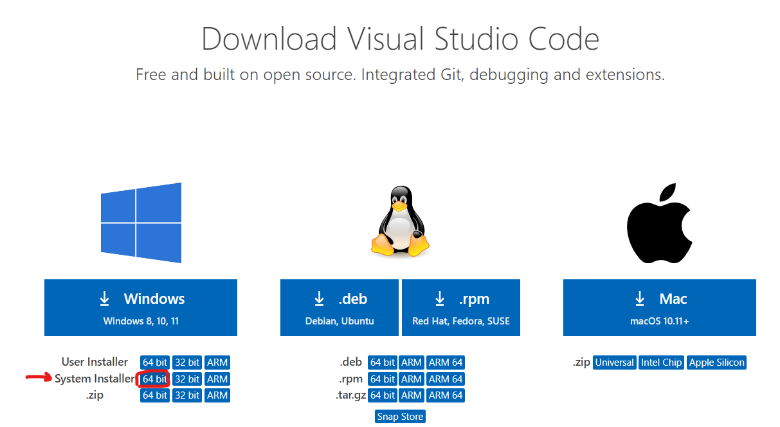 Download Visual Studio Code
Free and built on open source. Integrated Git, debugging and extensions.
Windows
Windows 8, 10, 11
User Installer 64 bit 32 bit ARM
System Installer 64 bit 32 bit ARM
.zip 64 bit 32 bit ARM
.deb
Debian, Ubuntu
.rpm
Red Hat, Fedora, SUSE
.deb 64 bit ARM ARM 64
.rpm 64 bit ARM ARM 64
.tar.gz 64 bit ARM ARM 64
Snap Store
Mac
macOS 10.11+
.zip Universal Intel Chip Apple Silicon